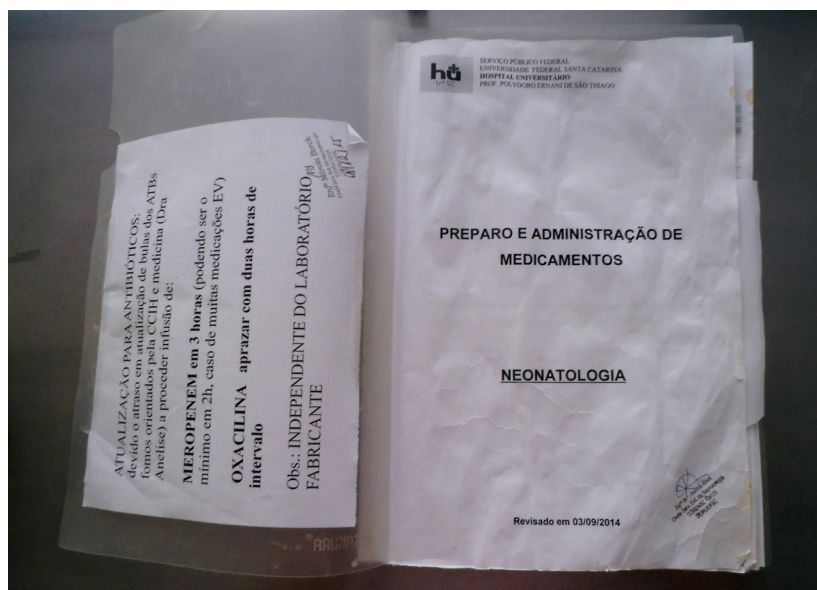 ATUALIZAÇÃO PARA ANTIBIÓTICOS:
devido o atraso em atualização de bulas dos ATBs
fomos orientados pela CCIH e medicina (Dra
Anelise) a proceder infusão de:
MEROPENEM em 3 horas (podendo ser o
mínimo em 2h, caso de muitas medicações EV)
OXACILINA aprazar com duas horas de
intervalo
Obs.: INDEPENDENTE DO LABORATÓRIO
FABRICANTE
hu
UFSC
SERVIÇO PÚBLICO FEDERAL
UNIVERSIDADE FEDERAL SANTA CATARINA
HOSPITAL UNIVERSITÁRIO
PROF. POLYDORO ERNANI DE SÃO THIAGO
PREPARO E ADMINISTRAÇÃO DE
MEDICAMENTOS
NEONATOLOGIA
Revisado em 03/09/2014